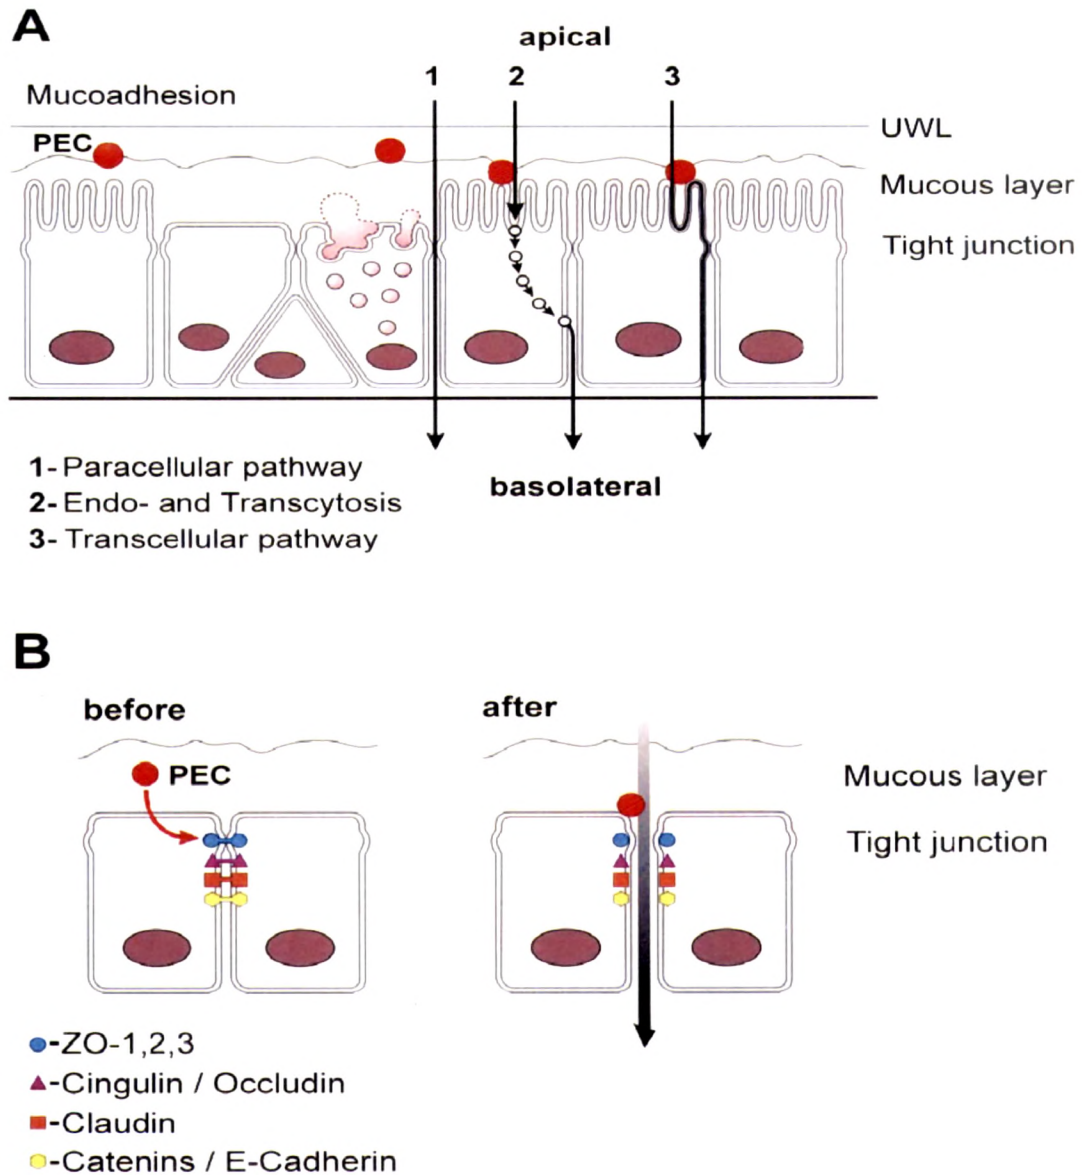 A
apical
1 2 3
Mucoadhesion
UWL
PEC
Mucous layer
Tight junction
1- Paracellular pathway
2- Endo- and Transcytosis
3- Transcellular pathway
basolateral
B
before
after
PEC
Mucous layer
Tight junction
-ZO-1,2,3
-Cingulin / Occludin
-Claudin
-Catenins / E-Cadherin